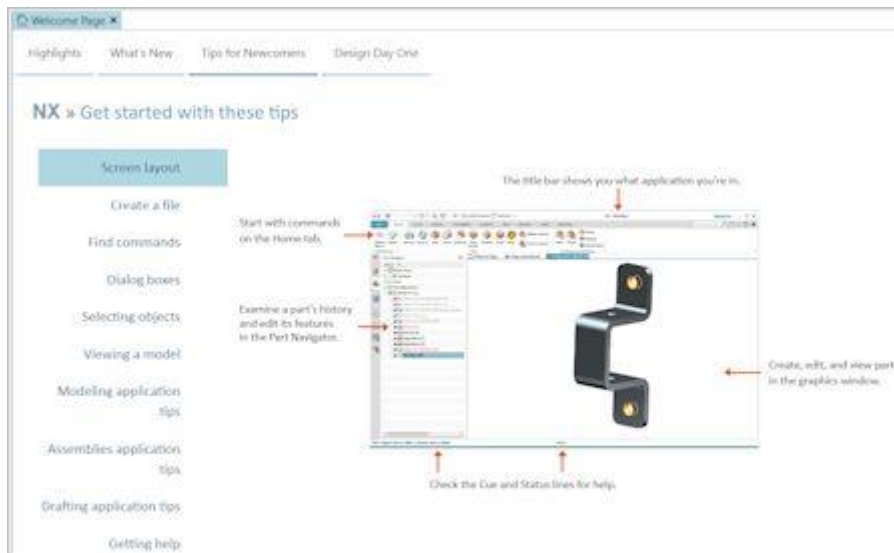 Welcome Page
Highlights
What's New
Tips for Newcomers
Design Day One
NX » Get started with these tips
Screen layout
Create a file
Find commands
Dialog boxes
Selecting objects
Viewing a model
Modeling application
tips
Assemblies application
tips
Drafting application tips
Getting help
The title bar shows you what application you're in.
Start with commands
on the Home tab.
Examine a part's history
and edit its features
in the Part Navigator.
Create, edit, and view part
in the graphics window.
Check the Cue and Status lines for help.